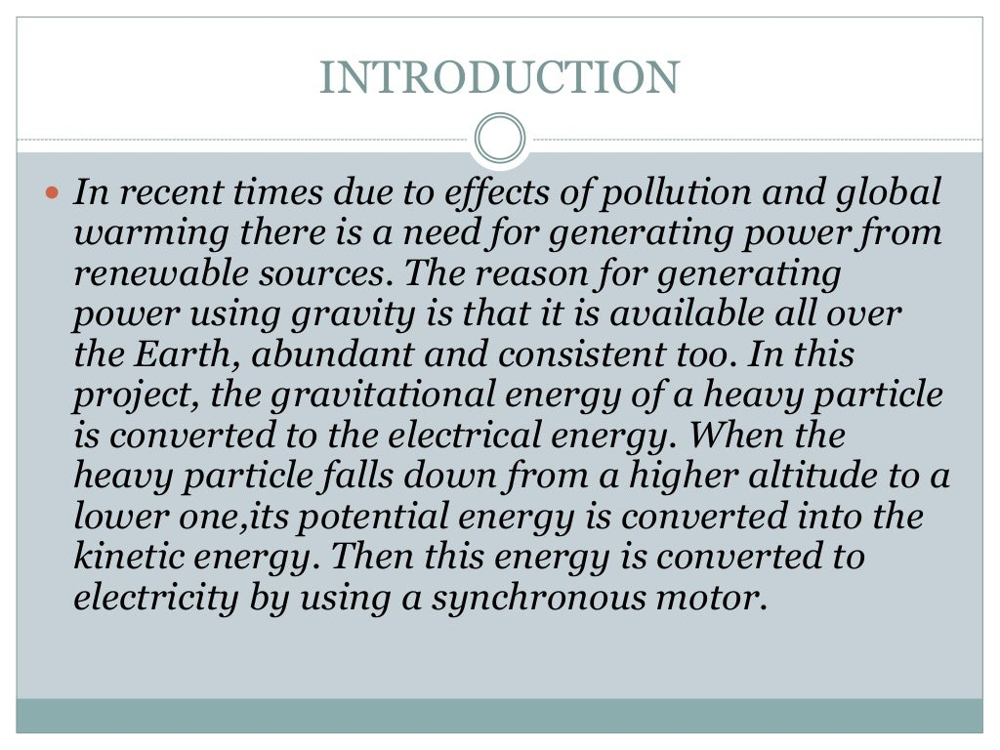 INTRODUCTION
• In recent times due to effects of pollution and global
warming there is a need for generating power from
renewable sources. The reason for generating
power using gravity is that it is available all over
the Earth, abundant and consistent too. In this
project, the gravitational energy of a heavy particle
is converted to the electrical energy. When the
heavy particle falls down from a higher altitude to a
lower one,its potential energy is converted into the
kinetic energy. Then this energy is converted to
electricity by using a synchronous motor.